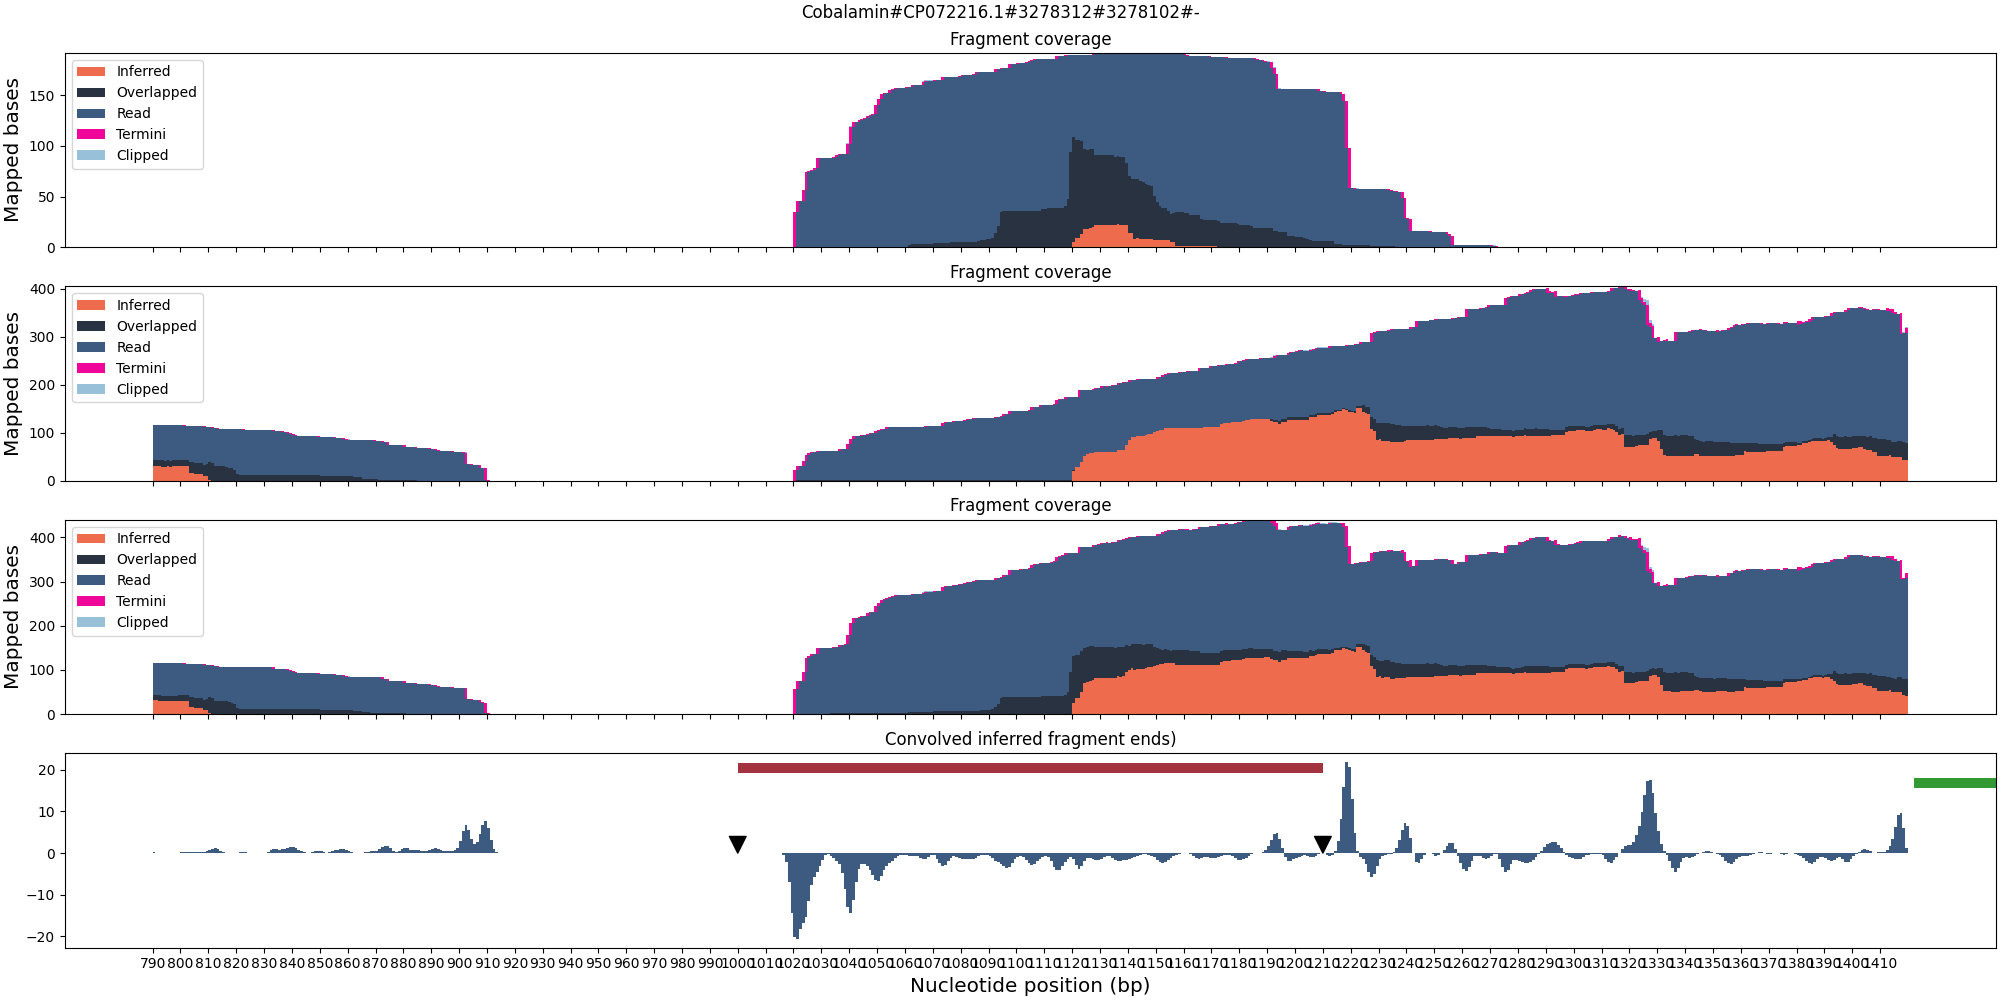 Cobalamin#CP072216.1#3278312#3278102#-
Fragment coverage
Mapped bases
150
100
50
0
Inferred
Overlapped
Read
Termini
Clipped
Fragment coverage
Mapped bases
400
300
200
100
0
Inferred
Overlapped
Read
Termini
Clipped
Fragment coverage
Mapped bases
400
300
200
100
0
Inferred
Overlapped
Read
Termini
Clipped
Convolved inferred fragment ends)
20
10
0
−10
−20
790 800 810 820 830 840 850 860 870 880 890 900 910 920 930 940 950 960 970 980 990 1000 1010 1020 1030 1040 1050 1060 1070 1080 1090 1100 1110 1120 1130 1140 1150 1160 1170 1180 1190 1200 1210 1220 1230 1240 1250 1260 1270 1280 1290 1300 1310 1320 1330 1340 1350 1360 1370 1380 1390 1400 1410
Nucleotide position (bp)